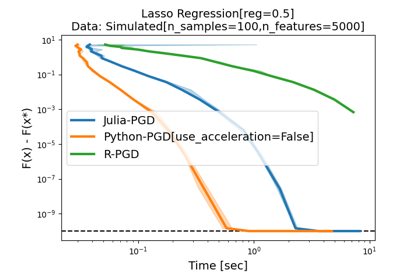 Lasso Regression[reg=0.5]
Data: Simulated[n_samples=100,n_features=5000]
F(x) - F(x*)
10¹
10⁻¹
10⁻³
10⁻⁵
10⁻⁷
10⁻⁹
Julia-PGD
Python-PGD[use_acceleration=False]
R-PGD
10⁻¹ 10⁰ 10¹
Time [sec]